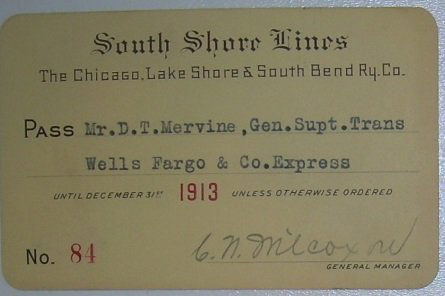 South Shore Lines
The Chicago, Lake Shore & South Bend Ry. Co.
PASS Mr. D. T. Mervine, Gen. Supt. Trans
Wells Fargo & Co. Express
UNTIL DECEMBER 31ST 1913 UNLESS OTHERWISE ORDERED
No. 84
C. N. Wilcoxon
GENERAL MANAGER